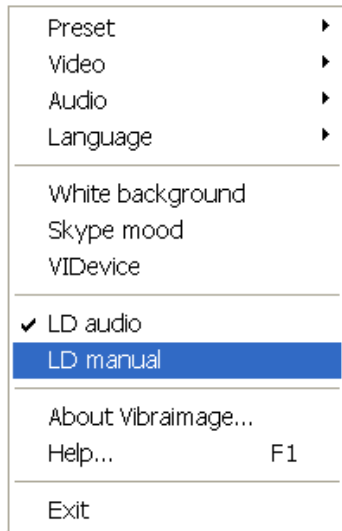 Preset
Video
Audio
Language
White background
Skype mood
VIDevice
LD audio
LD manual
About Vibraimage...
Help... F1
Exit